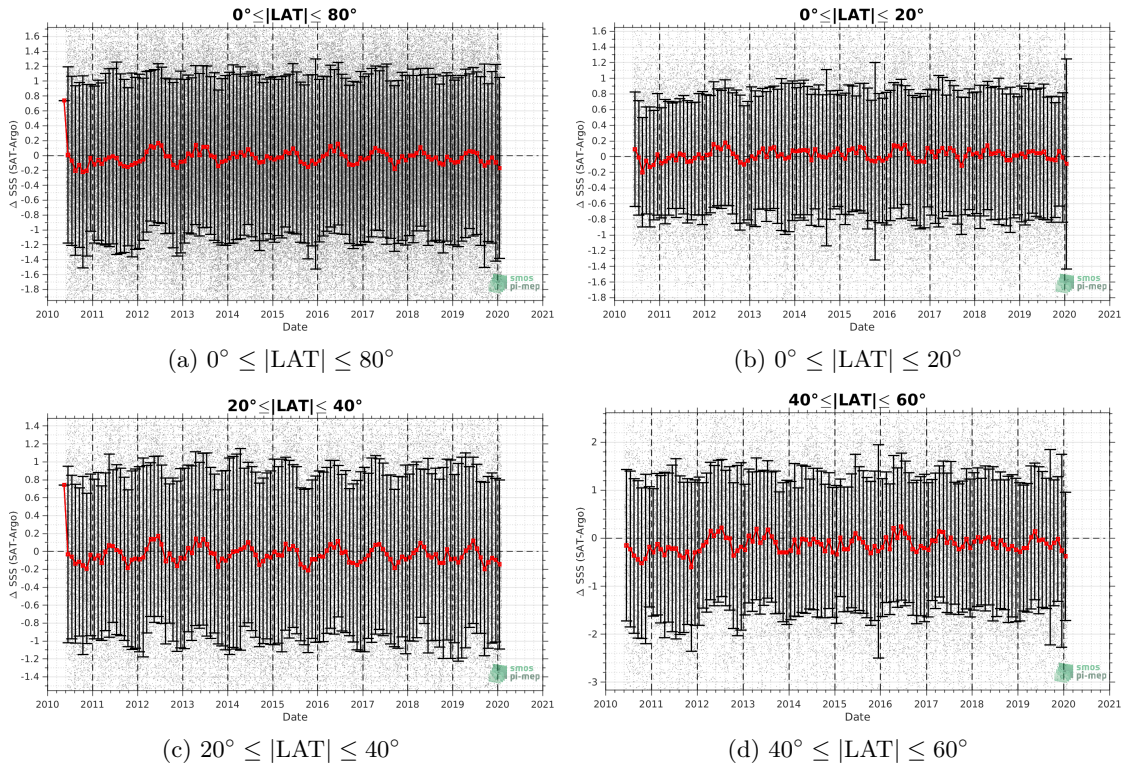 0°≤|LAT|≤ 80°
Δ SSS (SAT-Argo)
1.6
1.4
1.2
1
0.8
0.6
0.4
0.2
0
-0.2
-0.4
-0.6
-0.8
-1
-1.2
-1.4
-1.6
-1.8
smos
pi-mep
2010 2011 2012 2013 2014 2015 2016 2017 2018 2019 2020 2021
Date
(a) 0° ≤ |LAT| ≤ 80°
0°≤|LAT|≤ 20°
Δ SSS (SAT-Argo)
1.6
1.4
1.2
1
0.8
0.6
0.4
0.2
0
-0.2
-0.4
-0.6
-0.8
-1
-1.2
-1.4
-1.6
-1.8
smos
pi-mep
2010 2011 2012 2013 2014 2015 2016 2017 2018 2019 2020 2021
Date
(b) 0° ≤ |LAT| ≤ 20°
20°≤|LAT|≤ 40°
Δ SSS (SAT-Argo)
1.4
1.2
1
0.8
0.6
0.4
0.2
0
-0.2
-0.4
-0.6
-0.8
-1
-1.2
-1.4
smos
pi-mep
2010 2011 2012 2013 2014 2015 2016 2017 2018 2019 2020 2021
Date
(c) 20° ≤ |LAT| ≤ 40°
40°≤|LAT|≤ 60°
Δ SSS (SAT-Argo)
2
1
0
-1
-2
-3
smos
pi-mep
2010 2011 2012 2013 2014 2015 2016 2017 2018 2019 2020 2021
Date
(d) 40° ≤ |LAT| ≤ 60°